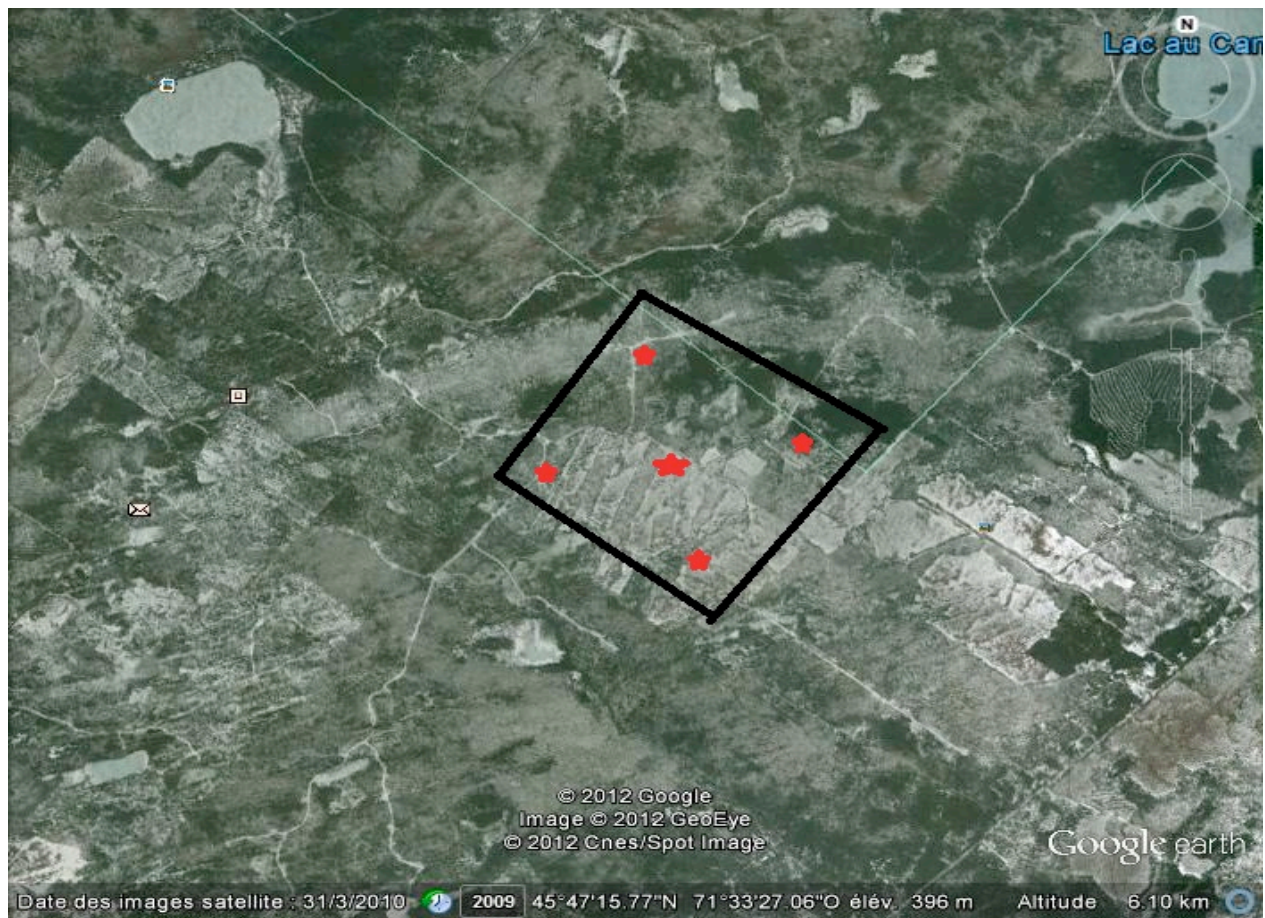 N
Lac au Can
© 2012 Google
Image © 2012 GeoEye
© 2012 Cnes/Spot Image
Google earth
Date des images satellite : 31/3/2010 2009 45°47'15.77"N 71°33'27.06"O élév. 396 m Altitude 6.10 km